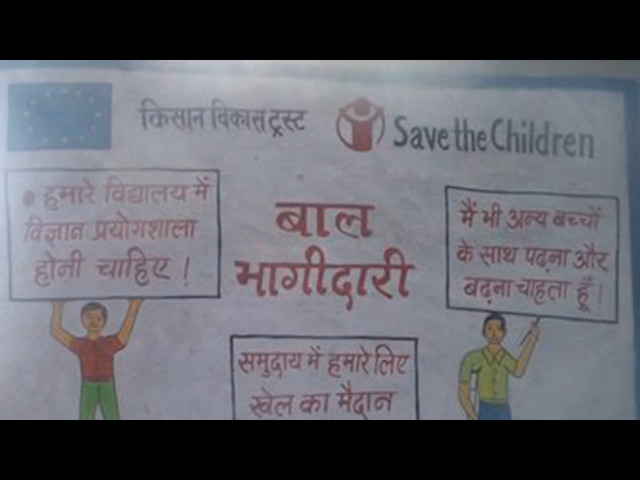 किसान विकास ट्रस्ट
Save the Children
बाल
भागीदारी
हमारे विद्यालय में
विज्ञान प्रयोगशाला
होनी चाहिए !
मैं भी अन्य बच्चों
के साथ पढ़ना और
बढ़ना चाहता हूँ ।
समुदाय में हमारे लिए
खेल का मैदान